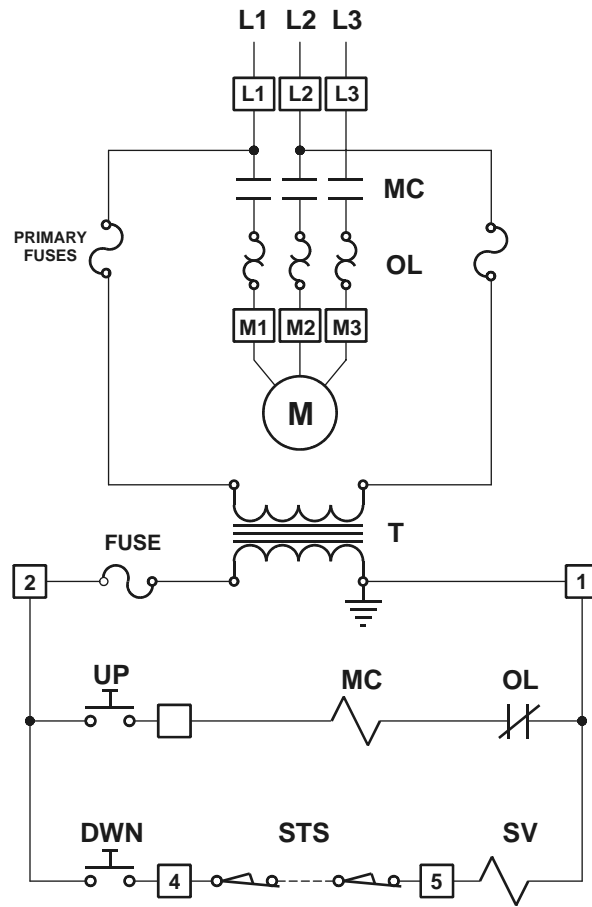 L1 L2 L3
L1 L2 L3
MC
PRIMARY
FUSES
OL
M1 M2 M3
M
T
FUSE
2 1
UP MC OL
DWN STS SV
4 5